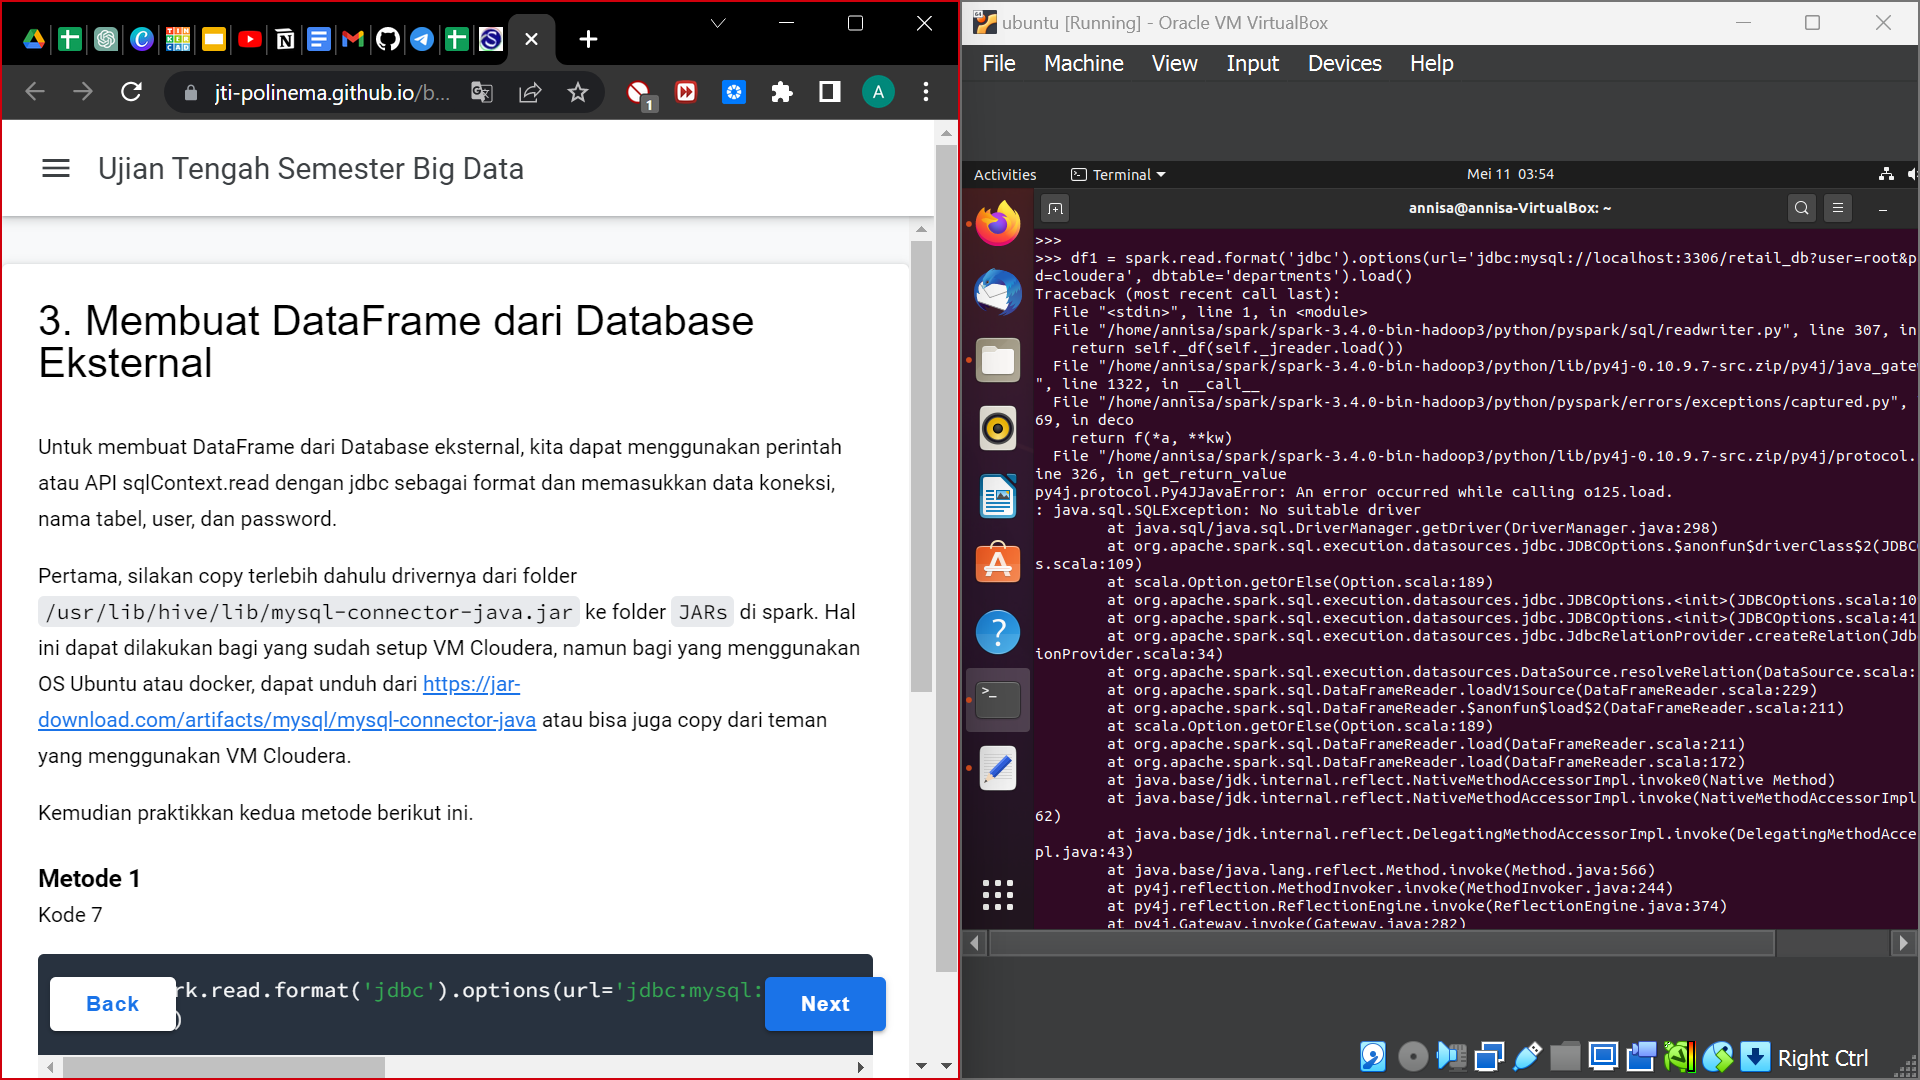 jti-polinema.github.io/b...
1
A
Ujian Tengah Semester Big Data
3. Membuat DataFrame dari Database
Eksternal
Untuk membuat DataFrame dari Database eksternal, kita dapat menggunakan perintah
atau API sqlContext.read dengan jdbc sebagai format dan memasukkan data koneksi,
nama tabel, user, dan password.
Pertama, silakan copy terlebih dahulu drivernya dari folder
/usr/lib/hive/lib/mysql-connector-java.jar ke folder JARs di spark. Hal
ini dapat dilakukan bagi yang sudah setup VM Cloudera, namun bagi yang menggunakan
OS Ubuntu atau docker, dapat unduh dari https://jar-
download.com/artifacts/mysql/mysql-connector-java atau bisa juga copy dari teman
yang menggunakan VM Cloudera.
Kemudian praktikkan kedua metode berikut ini.
Metode 1
Kode 7
rk.read.format('jdbc').options(url='jdbc:mysql:
)
Back
Next
ubuntu [Running] - Oracle VM VirtualBox
File Machine View Input Devices Help
Activities Terminal Mei 11 03:54
annisa@annisa-VirtualBox: ~
>>>
>>> df1 = spark.read.format('jdbc').options(url='jdbc:mysql://localhost:3306/retail_db?user=root&p
d=cloudera', dbtable='departments').load()
Traceback (most recent call last):
File "<stdin>", line 1, in <module>
File "/home/annisa/spark/spark-3.4.0-bin-hadoop3/python/pyspark/sql/readwriter.py", line 307, in
return self._df(self._jreader.load())
File "/home/annisa/spark/spark-3.4.0-bin-hadoop3/python/lib/py4j-0.10.9.7-src.zip/py4j/java_gate
", line 1322, in __call__
File "/home/annisa/spark/spark-3.4.0-bin-hadoop3/python/pyspark/errors/exceptions/captured.py",
69, in deco
return f(*a, **kw)
File "/home/annisa/spark/spark-3.4.0-bin-hadoop3/python/lib/py4j-0.10.9.7-src.zip/py4j/protocol.
ine 326, in get_return_value
py4j.protocol.Py4JJavaError: An error occurred while calling o125.load.
: java.sql.SQLException: No suitable driver
at java.sql/java.sql.DriverManager.getDriver(DriverManager.java:298)
at org.apache.spark.sql.execution.datasources.jdbc.JDBCOptions.$anonfun$driverClass$2(JDBC
s.scala:109)
at scala.Option.getOrElse(Option.scala:189)
at org.apache.spark.sql.execution.datasources.jdbc.JDBCOptions.<init>(JDBCOptions.scala:10
at org.apache.spark.sql.execution.datasources.jdbc.JDBCOptions.<init>(JDBCOptions.scala:41
at org.apache.spark.sql.execution.datasources.jdbc.JdbcRelationProvider.createRelation(Jdb
ionProvider.scala:34)
at org.apache.spark.sql.execution.datasources.DataSource.resolveRelation(DataSource.scala:
at org.apache.spark.sql.DataFrameReader.loadV1Source(DataFrameReader.scala:229)
at org.apache.spark.sql.DataFrameReader.$anonfun$load$2(DataFrameReader.scala:211)
at scala.Option.getOrElse(Option.scala:189)
at org.apache.spark.sql.DataFrameReader.load(DataFrameReader.scala:211)
at org.apache.spark.sql.DataFrameReader.load(DataFrameReader.scala:172)
at java.base/jdk.internal.reflect.NativeMethodAccessorImpl.invoke0(Native Method)
at java.base/jdk.internal.reflect.NativeMethodAccessorImpl.invoke(NativeMethodAccessorImpl
62)
at java.base/jdk.internal.reflect.DelegatingMethodAccessorImpl.invoke(DelegatingMethodAcce
pl.java:43)
at java.base/java.lang.reflect.Method.invoke(Method.java:566)
at py4j.reflection.MethodInvoker.invoke(MethodInvoker.java:244)
at py4j.reflection.ReflectionEngine.invoke(ReflectionEngine.java:374)
at py4j.Gateway.invoke(Gateway.java:282)
Right Ctrl